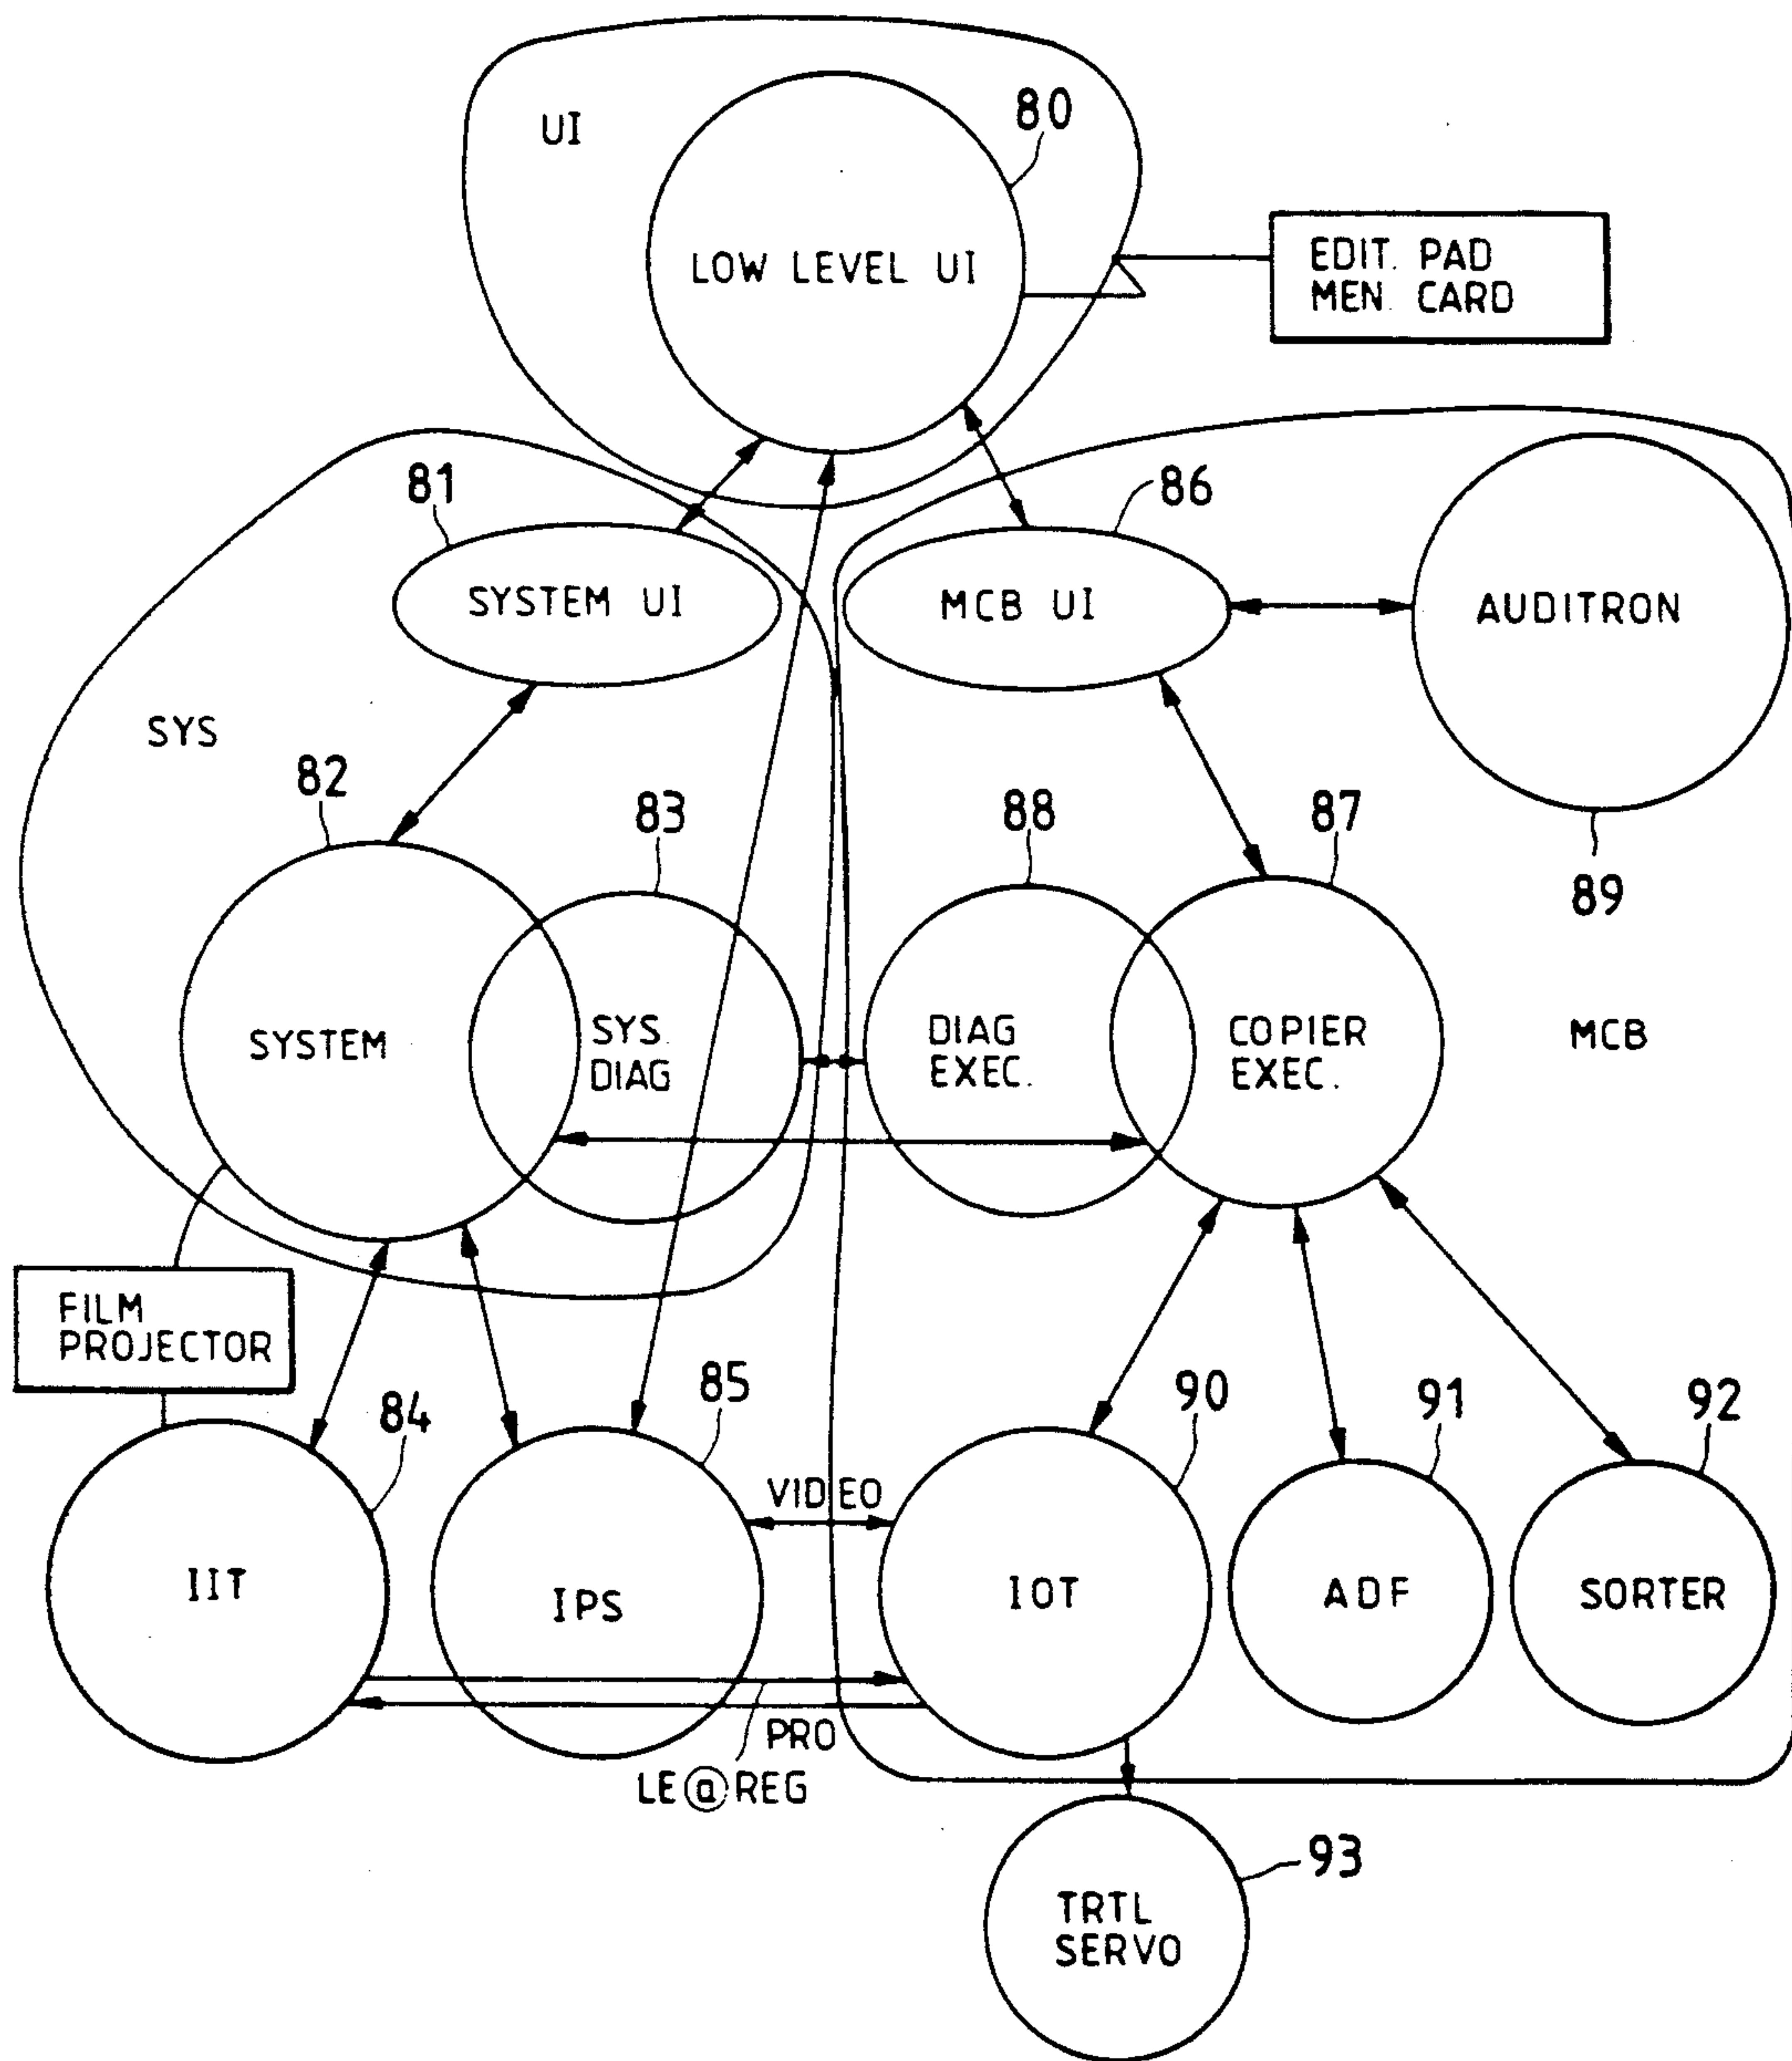 UI
80
LOW LEVEL UI
EDIT. PAD
MEN. CARD
81
86
SYSTEM UI
MCB UI
AUDITRON
SYS
82
83
88
87
89
SYSTEM
SYS.
DIAG
DIAG
EXEC.
COPIER
EXEC.
MCB
FILM
PROJECTOR
84
85
90
91
92
VIDEO
IIT
IPS
IOT
ADF
SORTER
PRO
LE@REG
93
TRTL
SERVO